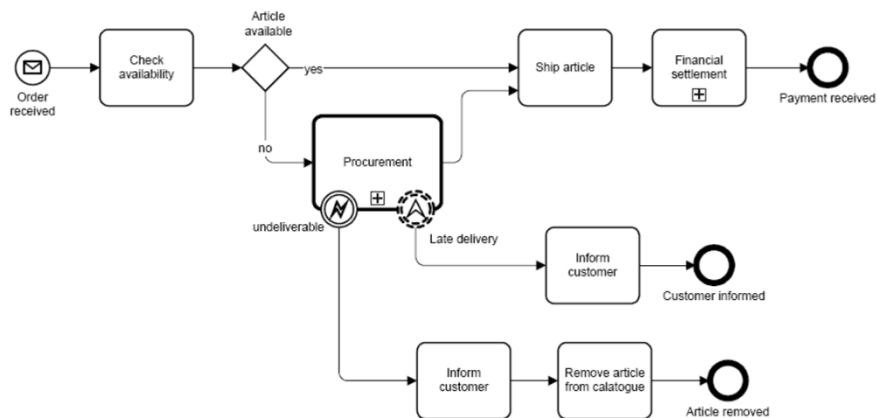 Article
available
Check
availability
yes
Ship article
Financial
settlement
Order
received
Payment received
no
Procurement
undeliverable
Late delivery
Inform
customer
Customer informed
Inform
customer
Remove article
from calatogue
Article removed